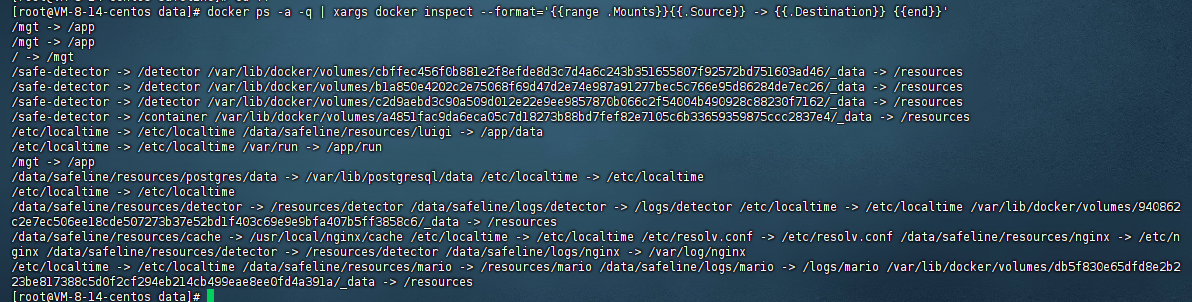 [root@VM-8-14-centos data]# docker ps -a -q | xargs docker inspect --format='{{range .Mounts}}{{.Source}} -> {{.Destination}} {{end}}'
/mgt -> /app
/mgt -> /app
/ -> /mgt
/safe-detector -> /detector /var/lib/docker/volumes/cbffec456f0b881e2f8efde8d3c7d4a6c243b351655807f92572bd751603ad46/_data -> /resources
/safe-detector -> /detector /var/lib/docker/volumes/b1a850e4202c2e75068f69d47d2e74e987a91277bec5c766e95d86284de7ec26/_data -> /resources
/safe-detector -> /detector /var/lib/docker/volumes/c2d9aebd3c90a509d012e22e9ee9857870b066c2f54004b490928c88230f7162/_data -> /resources
/safe-detector -> /container /var/lib/docker/volumes/a4851fac9da6eca05c7d18273b88bd7fef82e7105c6b33659359875ccc2837e4/_data -> /resources
/etc/localtime -> /etc/localtime /data/safeline/resources/luigi -> /app/data
/etc/localtime -> /etc/localtime /var/run -> /app/run
/mgt -> /app
/data/safeline/resources/postgres/data -> /var/lib/postgresql/data /etc/localtime -> /etc/localtime
/etc/localtime -> /etc/localtime
/data/safeline/resources/detector -> /resources/detector /data/safeline/logs/detector -> /logs/detector /etc/localtime -> /etc/localtime /var/lib/docker/volumes/940862
c2e7ec506ee18cde507273b37e52bd1f403c69e9e9bfa407b5ff3858c6/_data -> /resources
/data/safeline/resources/cache -> /usr/local/nginx/cache /etc/localtime -> /etc/localtime /etc/resolv.conf -> /etc/resolv.conf /data/safeline/resources/nginx -> /etc/n
ginx /data/safeline/resources/detector -> /resources/detector /data/safeline/logs/nginx -> /var/log/nginx
/etc/localtime -> /etc/localtime /data/safeline/resources/mario -> /resources/mario /data/safeline/logs/mario -> /logs/mario /var/lib/docker/volumes/db5f830e65dfd8e2b2
23be817388c5d0f2cf294eb214cb499eae8ee0fd4a391a/_data -> /resources
[root@VM-8-14-centos data]#